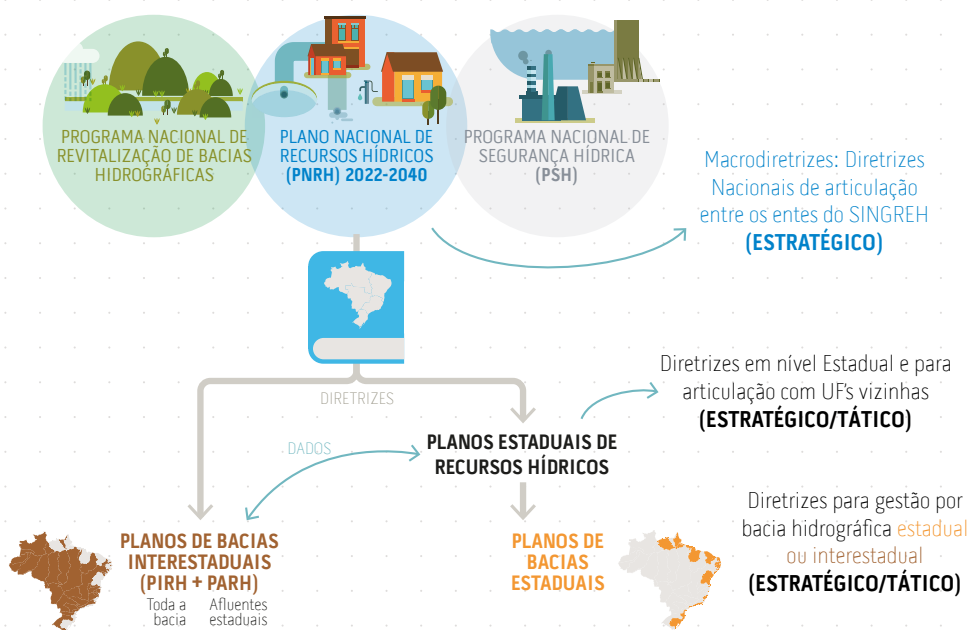 PROGRAMA NACIONAL DE
REVITALIZAÇÃO DE BACIAS
HIDROGRÁFICAS
PLANO NACIONAL DE
RECURSOS HÍDRICOS
(PNRH) 2022-2040
PROGRAMA NACIONAL DE
SEGURANÇA HÍDRICA
(PSH)
Macrodiretrizes: Diretrizes
Nacionais de articulação
entre os entes do SINGREH
(ESTRATÉGICO)
DIRETRIZES
Diretrizes em nível Estadual e para
articulação com UF's vizinhas
(ESTRATÉGICO/TÁTICO)
DADOS
PLANOS ESTADUAIS DE
RECURSOS HÍDRICOS
PLANOS DE BACIAS
INTERESTADUAIS
(PIRH + PARH)
Toda a
bacia
Afluentes
estaduais
PLANOS DE
BACIAS
ESTADUAIS
Diretrizes para gestão por
bacia hidrográfica estadual
ou interestadual
(ESTRATÉGICO/TÁTICO)